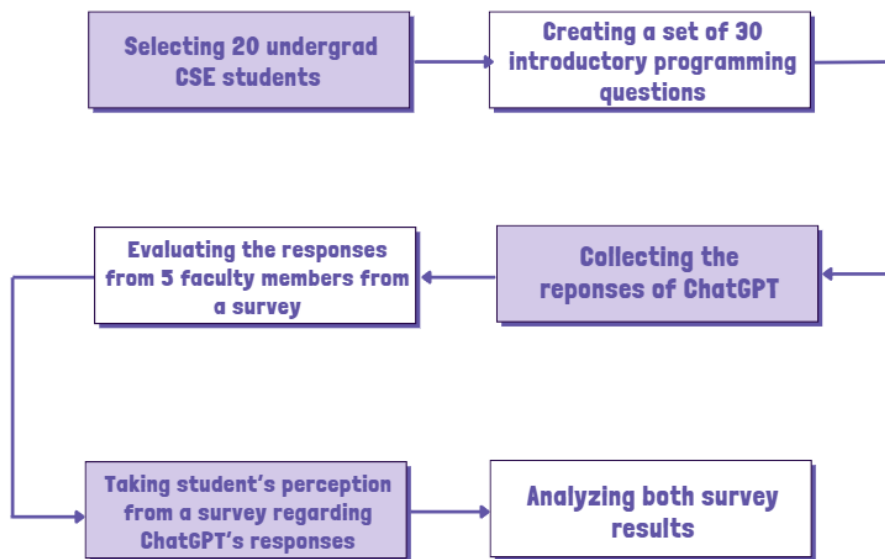 Selecting 20 undergrad
CSE students
Creating a set of 30
introductory programming
questions
Collecting the
reponses of ChatGPT
Evaluating the responses
from 5 faculty members from
a survey
Taking student's perception
from a survey regarding
ChatGPT's responses
Analyzing both survey
results